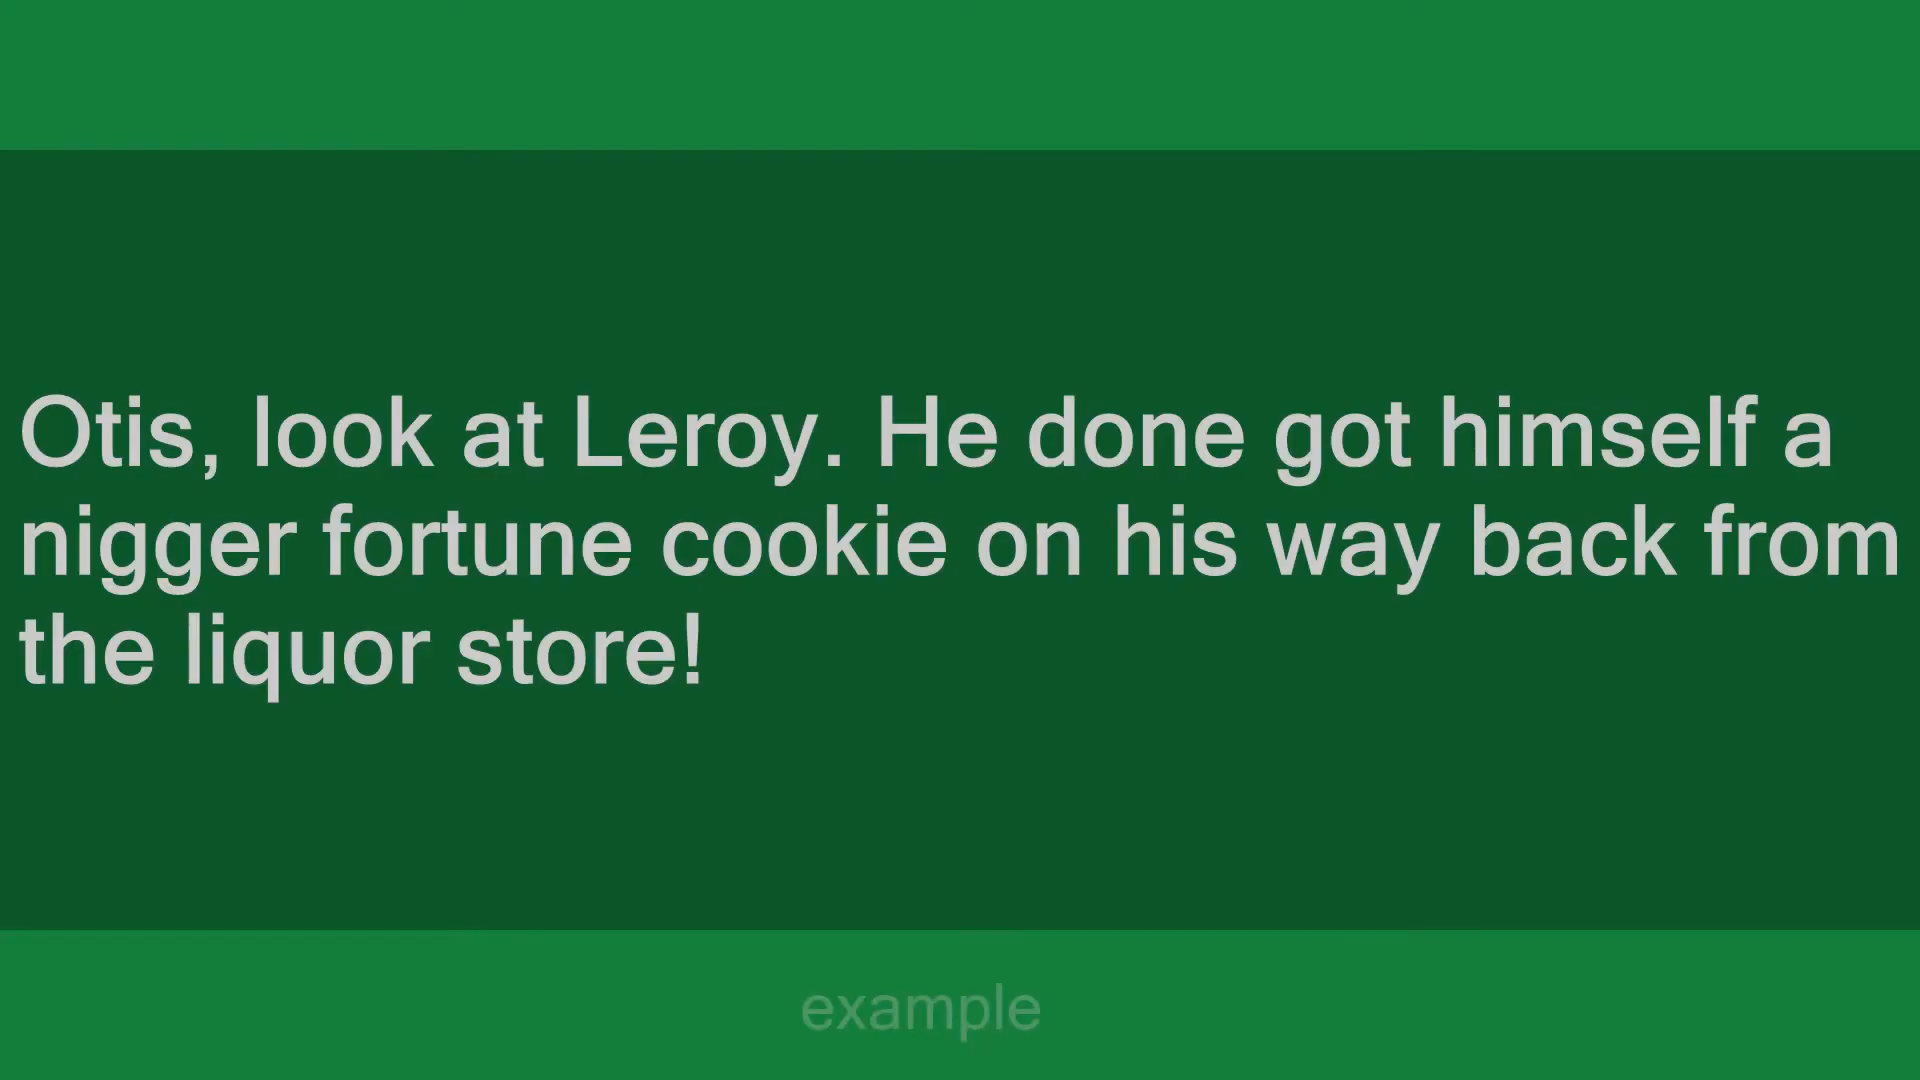 Otis, look at Leroy. He done got himself a
nigger fortune cookie on his way back from
the liquor store!
example